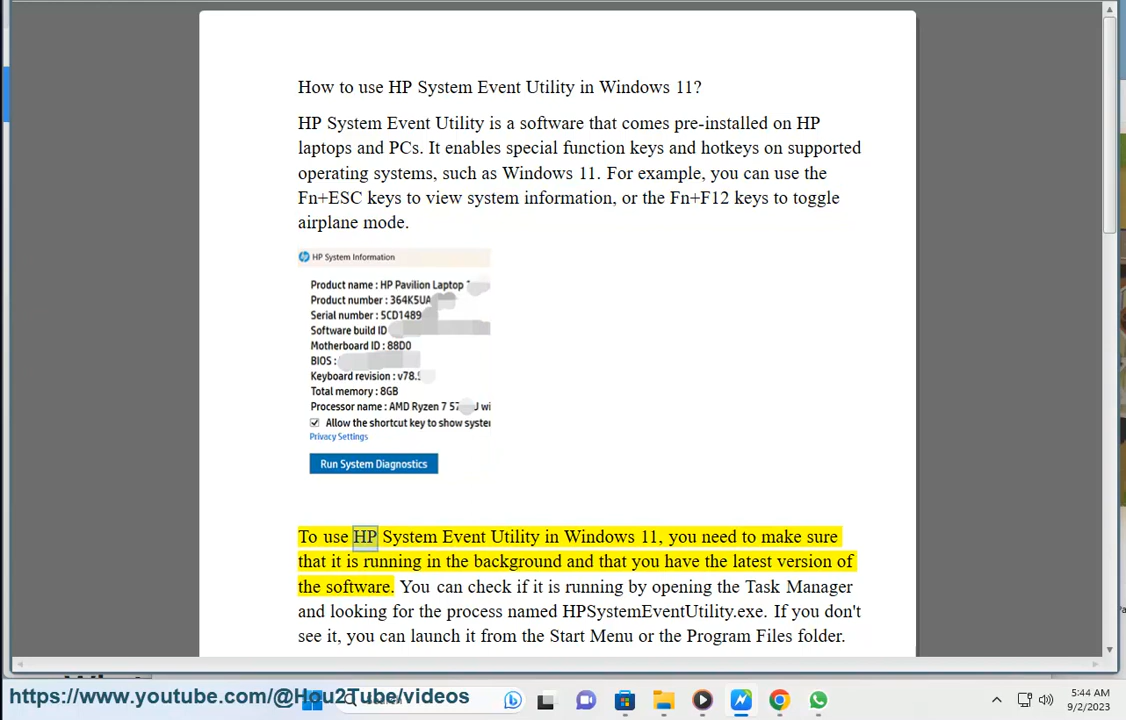 How to use HP System Event Utility in Windows 11?
HP System Event Utility is a software that comes pre-installed on HP
laptops and PCs. It enables special function keys and hotkeys on supported
operating systems, such as Windows 11. For example, you can use the
Fn+ESC keys to view system information, or the Fn+F12 keys to toggle
airplane mode.
HP System Information
Product name : HP Pavilion Laptop
Product number : 364K5UA
Serial number : 5CD1489
Software build ID
Motherboard ID : 88D0
BIOS :
Keyboard revision : v78.
Total memory : 8GB
Processor name : AMD Ryzen 7 57 U wi
Allow the shortcut key to show syster
Privacy Settings
Run System Diagnostics
To use HP System Event Utility in Windows 11, you need to make sure
that it is running in the background and that you have the latest version of
the software. You can check if it is running by opening the Task Manager
and looking for the process named HPSystemEventUtility.exe. If you don't
see it, you can launch it from the Start Menu or the Program Files folder.
https://www.youtube.com/@Hou2Tube/videos
5:44 AM
9/2/2023